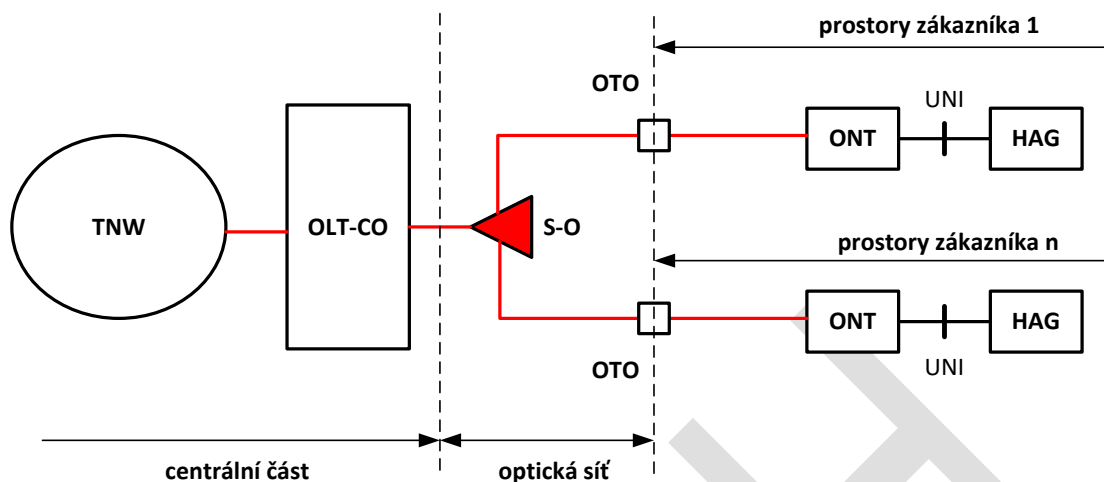 prostory zákazníka 1
OTO
UNI
ONT
HAG
TNW
OLT-CO
S-O
prostory zákazníka n
ONT
HAG
OTO
UNI
centrální část
optická síť